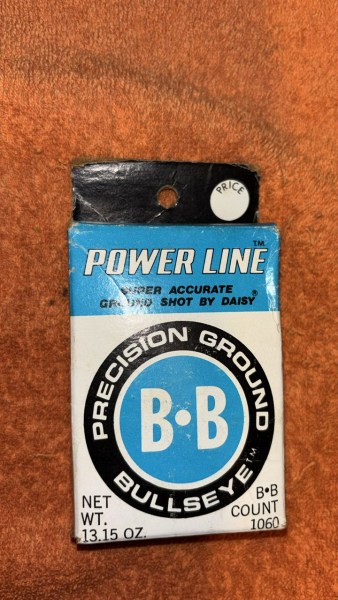 PRICE
POWER LINE™
SUPER ACCURATE
GROUND SHOT BY DAISY®
PRECISION GROUND
B•B
BULLSEYE™
NET
WT.
13.15 OZ.
B•B
COUNT
1060